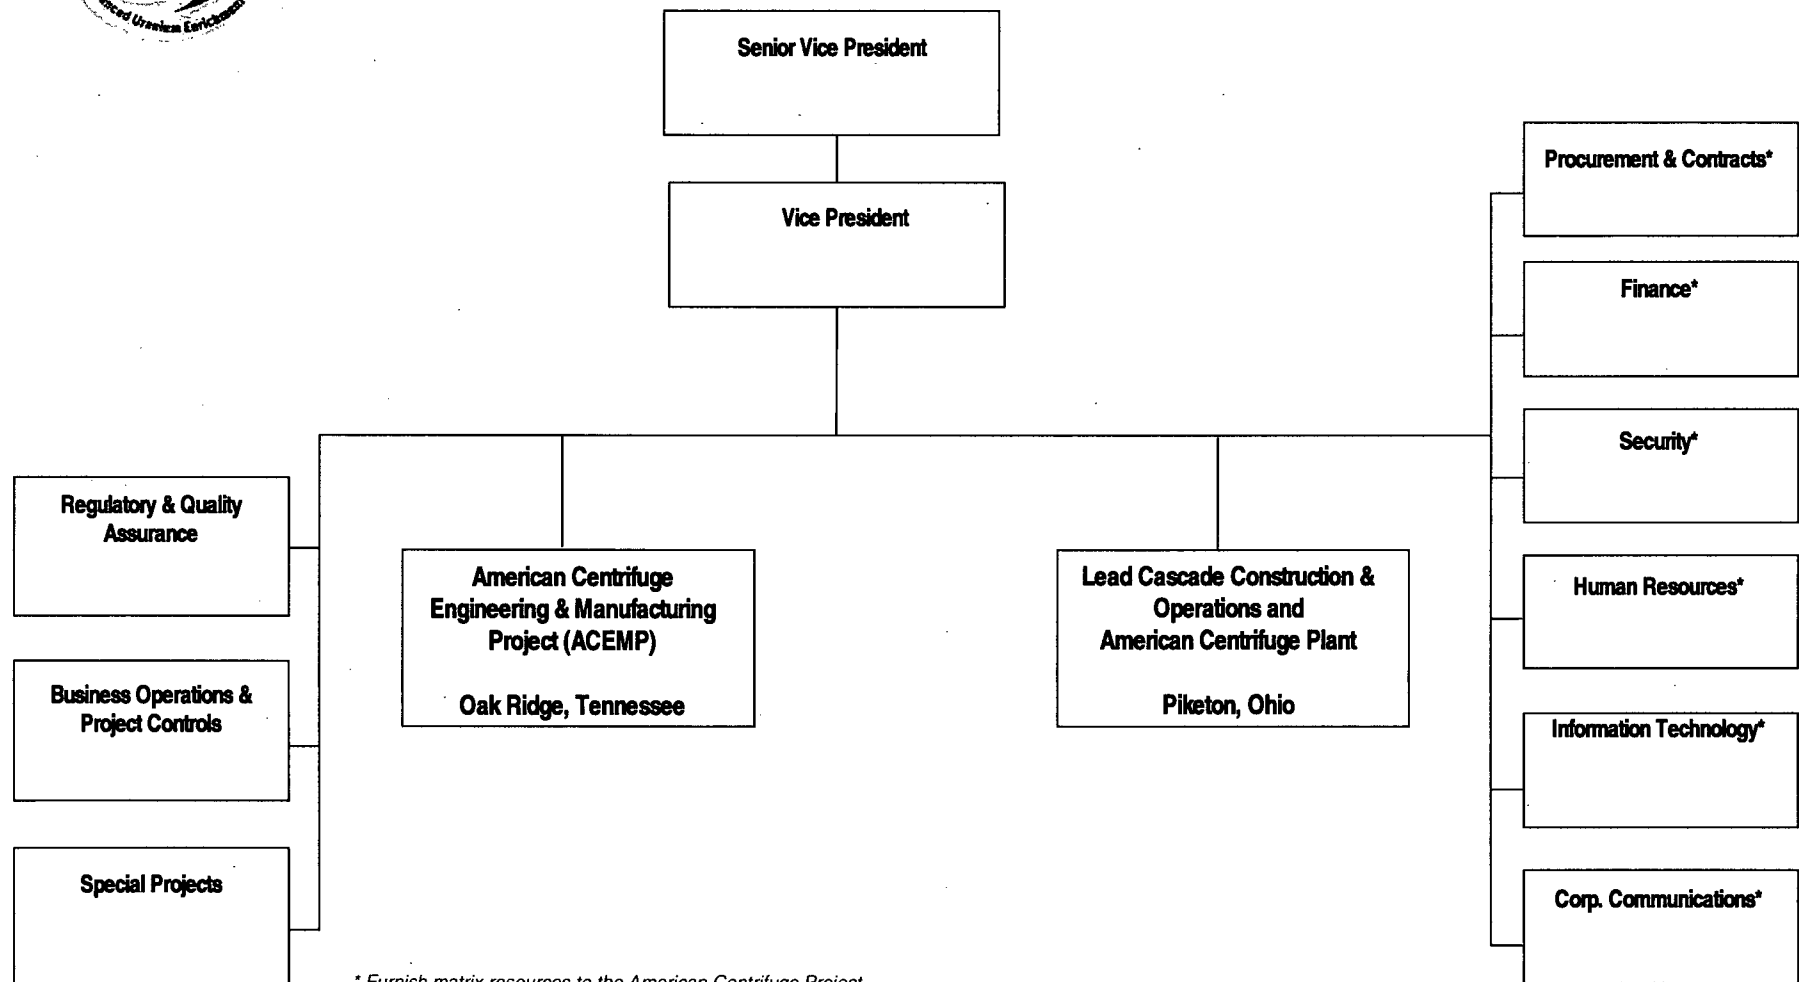 Uranium Enrichment
Senior Vice President
Vice President
Procurement & Contracts*
Finance*
Security*
Human Resources*
Information Technology*
Corp. Communications*
Regulatory & Quality
Assurance
Business Operations &
Project Controls
Special Projects
American Centrifuge
Engineering & Manufacturing
Project (ACEMP)
Oak Ridge, Tennessee
Lead Cascade Construction &
Operations and
American Centrifuge Plant
Piketon, Ohio
* Furnish matrix resources to the American Centrifuge Project